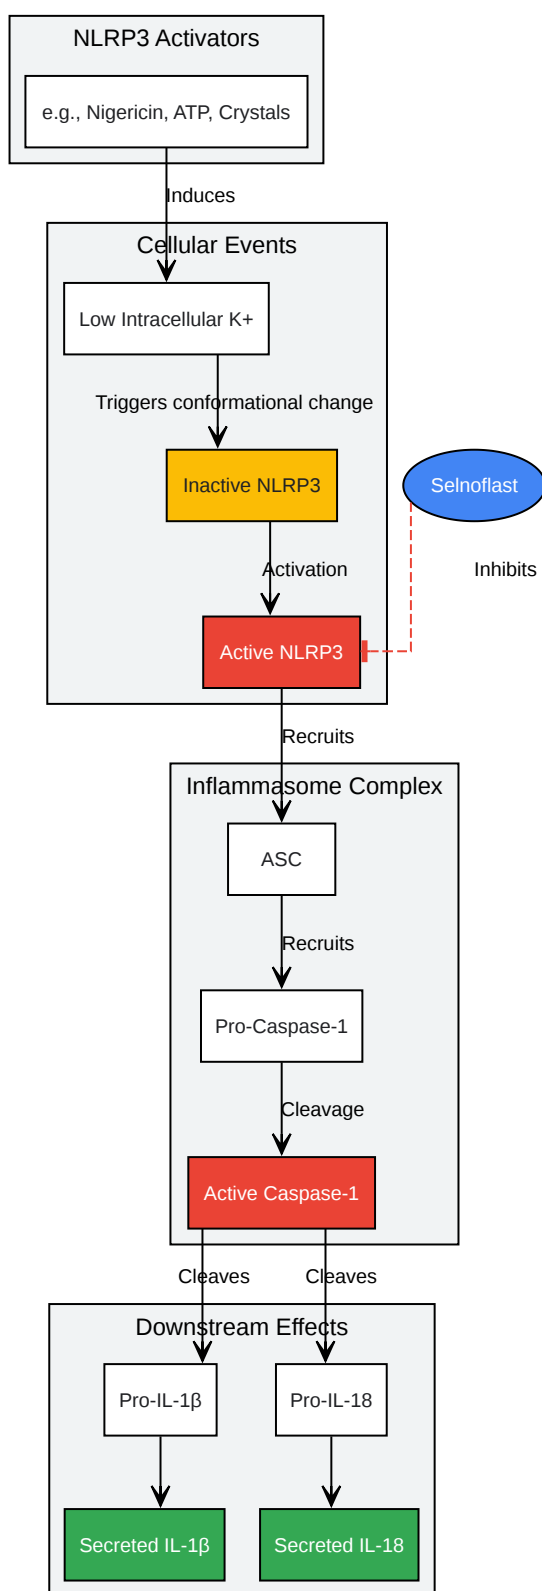 NLRP3 Activators
e.g., Nigericin, ATP, Crystals
Induces
Cellular Events
Low Intracellular K+
Triggers conformational change
Inactive NLRP3
Selnoflast
Activation
Inhibits
Active NLRP3
Recruits
Inflammasome Complex
ASC
Recruits
Pro-Caspase-1
Cleavage
Active Caspase-1
Cleaves
Cleaves
Downstream Effects
Pro-IL-1β
Pro-IL-18
Secreted IL-1β
Secreted IL-18